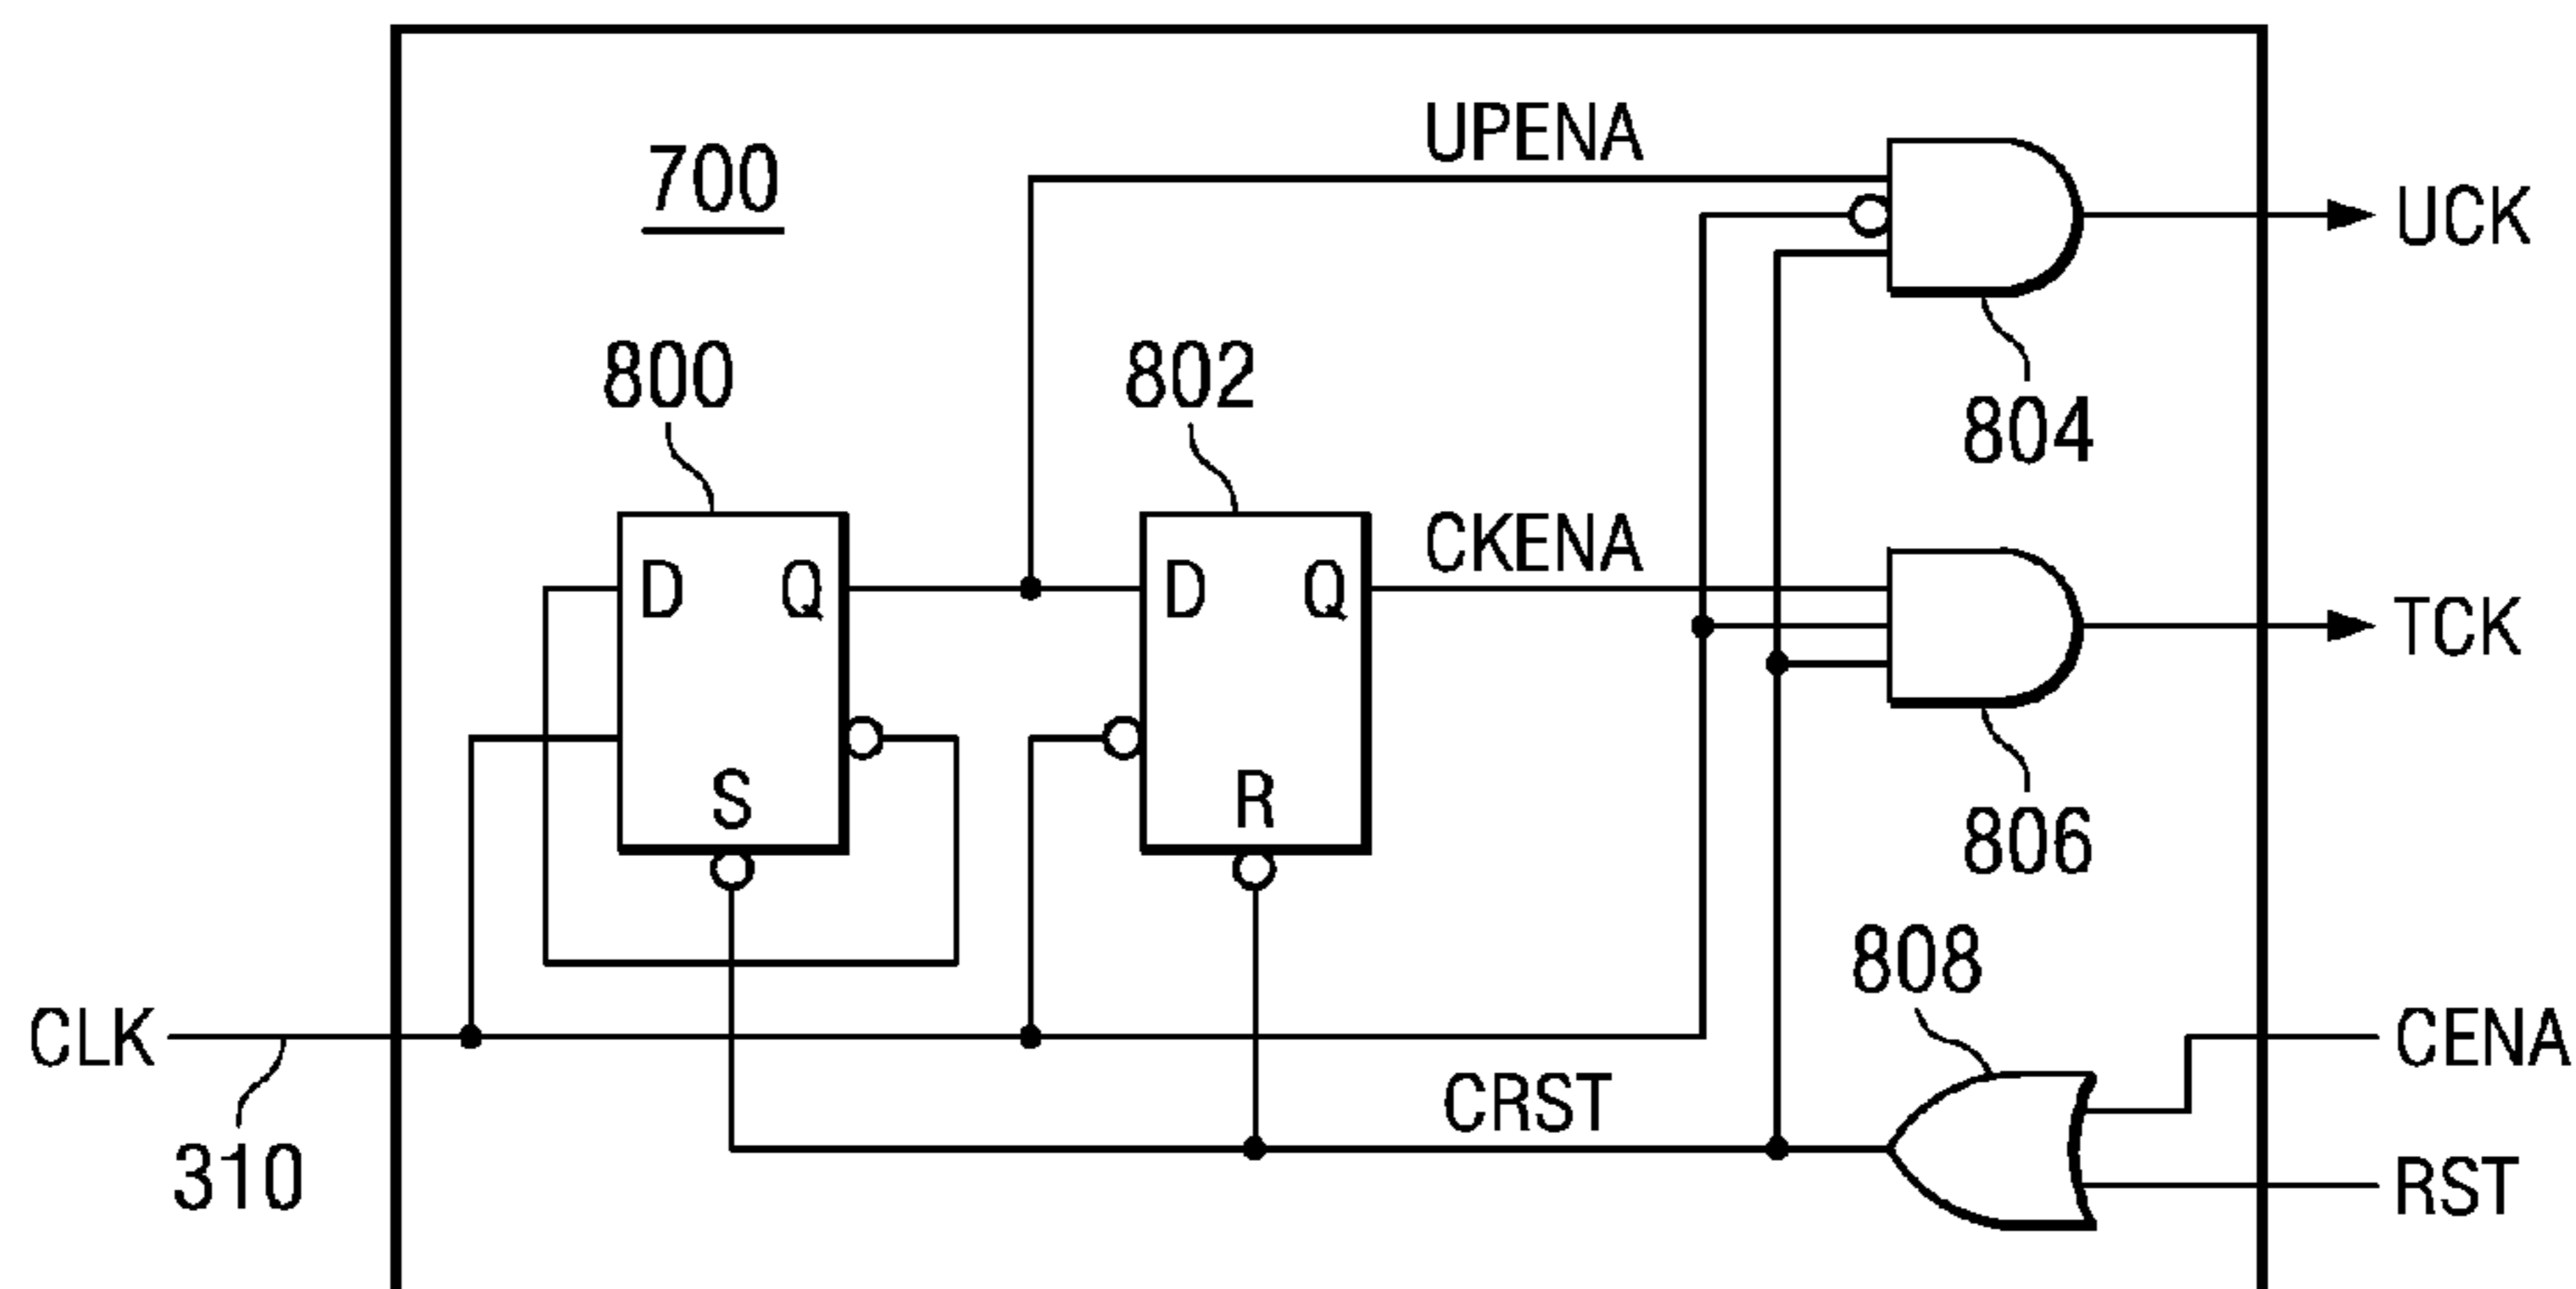 UPENA
700
UCK
800
802
804
D Q
D Q
CKENA
TCK
S
R
806
808
CLK
CENA
CRST
310
RST